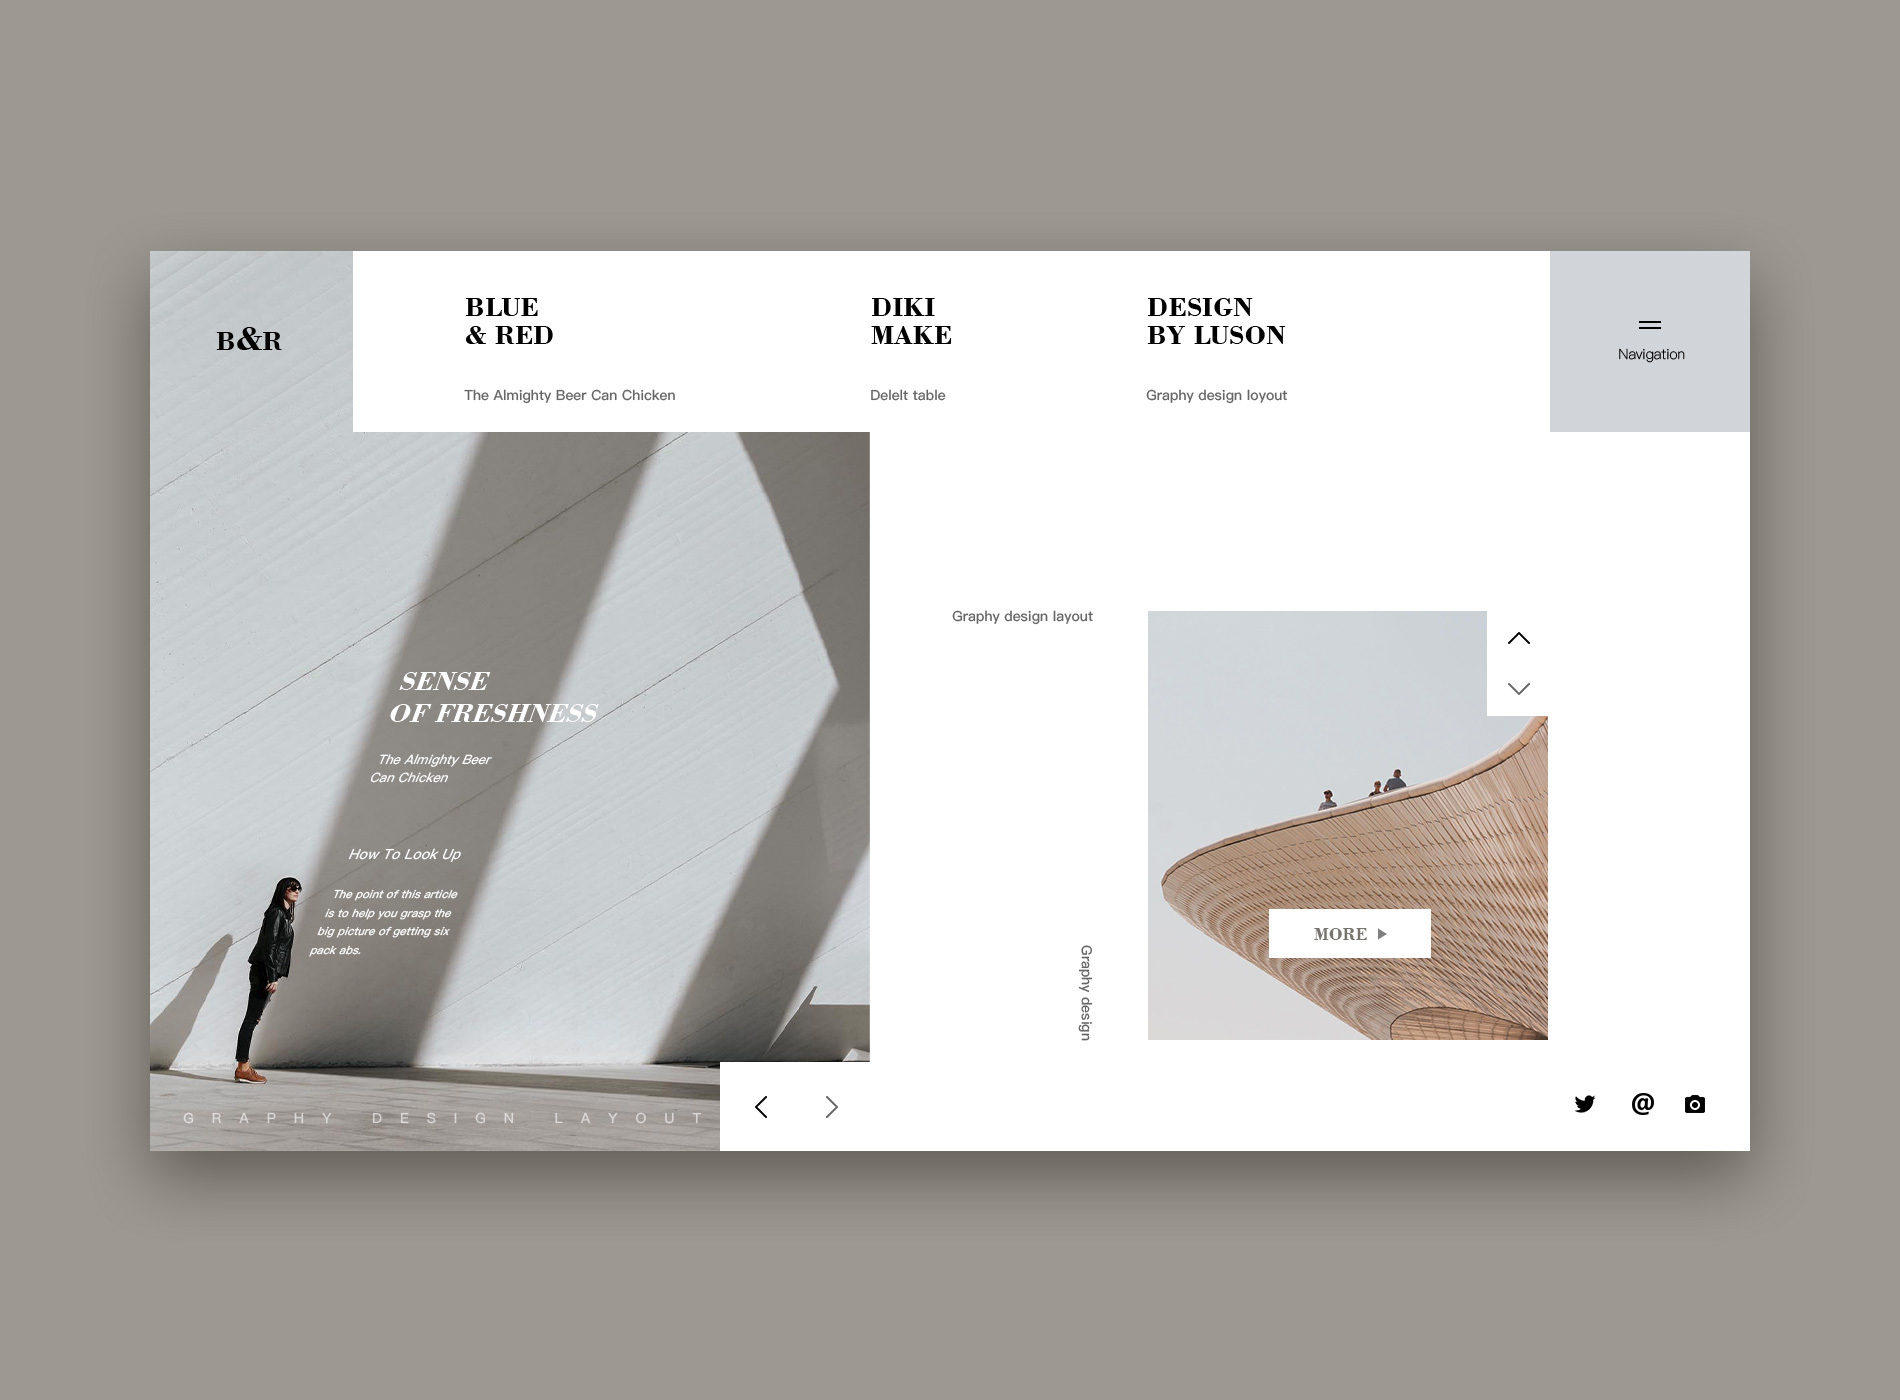 B&R
BLUE
& RED
The Almighty Beer Can Chicken
DIKI
MAKE
Delelt table
DESIGN
BY LUSON
Graphy design loyout
Navigation
SENSE
OF FRESHNESS
The Almighty Beer
Can Chicken
How To Look Up
The point of this article
is to help you grasp the
big picture of getting six
pack abs.
GRAPHY DESIGN LAYOUT
Graphy design layout
Graphy design
MORE
@